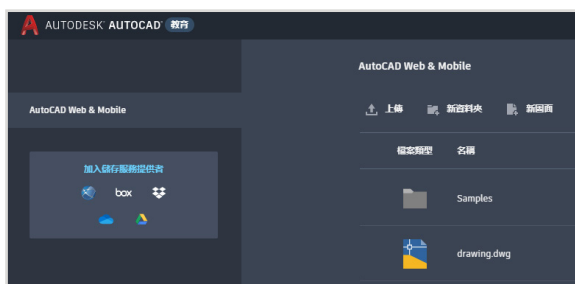 AUTODESK® AUTOCAD® 教育
AutoCAD Web & Mobile
AutoCAD Web & Mobile
上傳 新資料夾 新圖面
檔案類型 名稱
加入儲存服務提供者
box
Samples
drawing.dwg